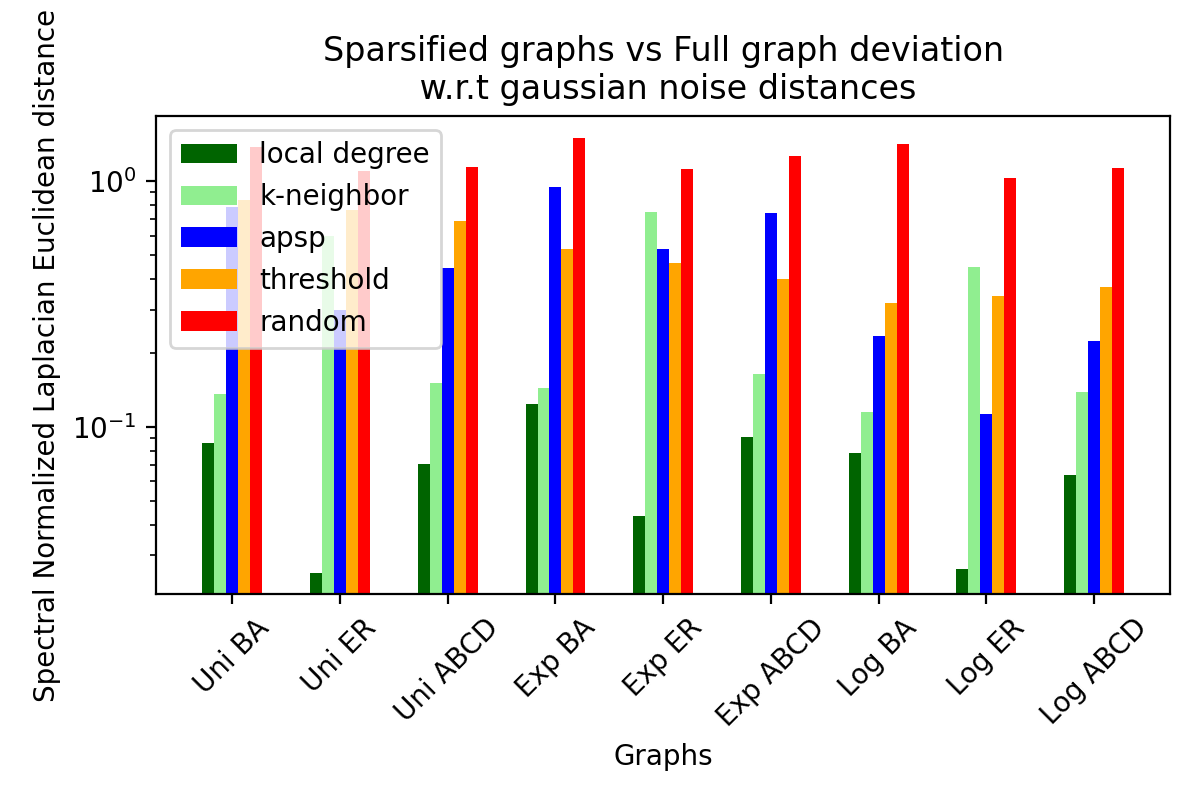 Sparsified graphs vs Full graph deviation
w.r.t gaussian noise distances
Spectral Normalized Laplacian Euclidean distance
10⁰
10⁻¹
local degree
k-neighbor
apsp
threshold
random
Uni BA
Uni ER
Uni ABCD
Exp BA
Exp ER
Exp ABCD
Log BA
Log ER
Log ABCD
Graphs